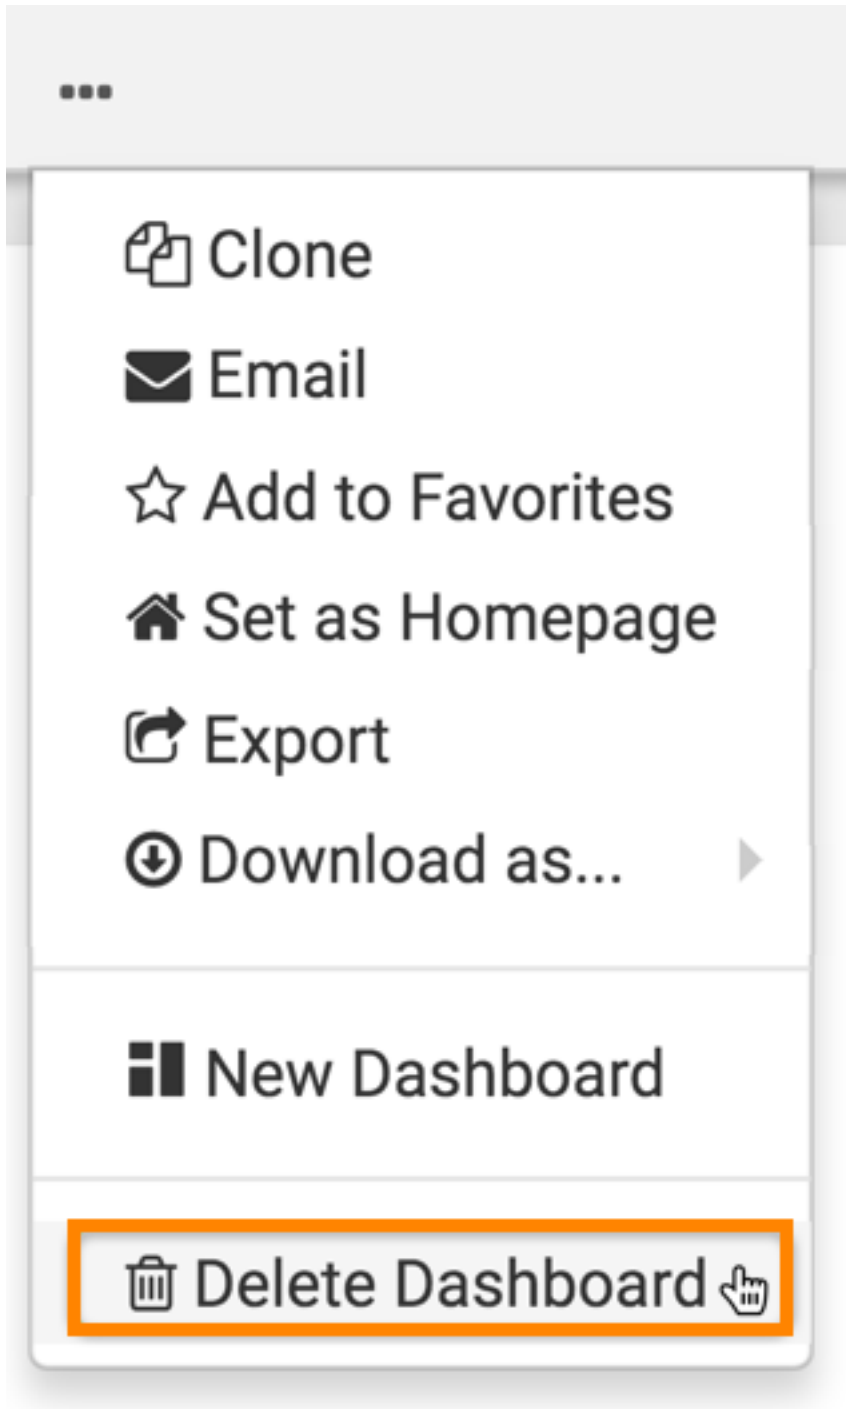 Clone
Email
Add to Favorites
Set as Homepage
Export
Download as...
New Dashboard
Delete Dashboard